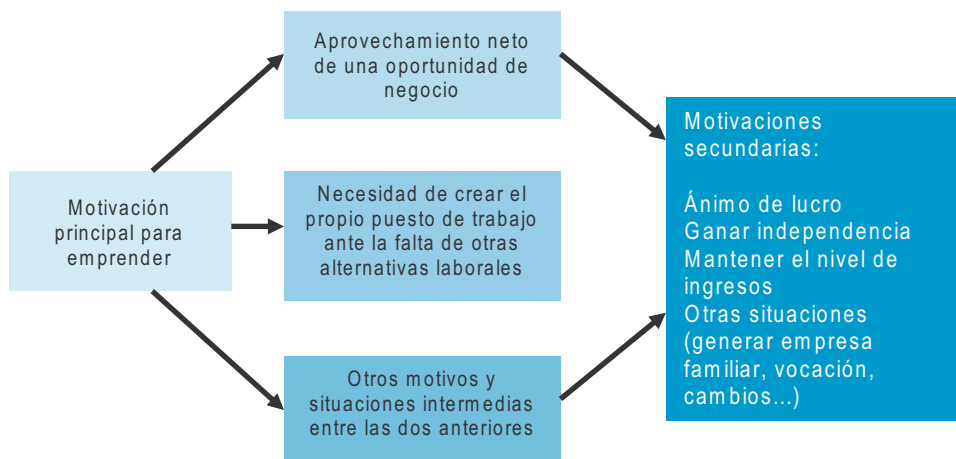 Motivación
principal para
emprender
Aprovechamiento neto
de una oportunidad de
negocio
Necesidad de crear el
propio puesto de trabajo
ante la falta de otras
alternativas laborales
Otros motivos y
situaciones intermedias
entre las dos anteriores
Motivaciones
secundarias:
Ánimo de lucro
Ganar independencia
Mantener el nivel de
ingresos
Otras situaciones
(generar empresa
familiar, vocación,
cambios...)